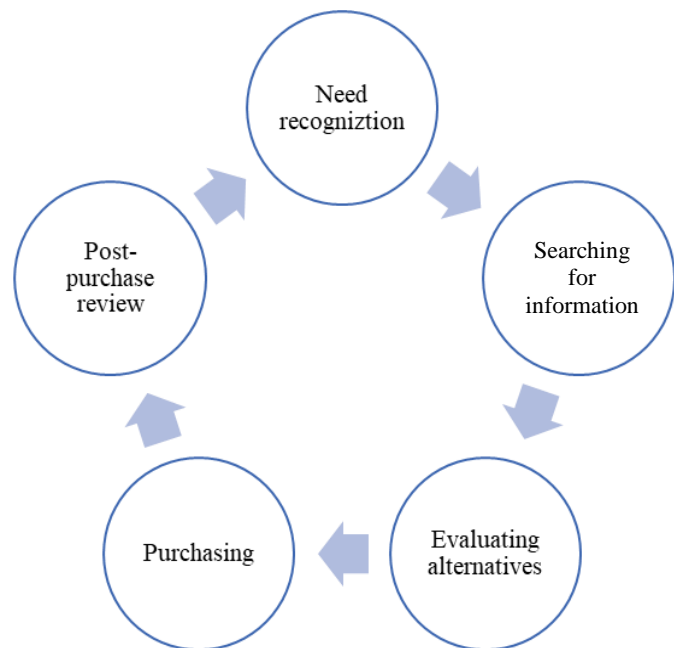 Need
recogniztion
Searching
for
information
Evaluating
alternatives
Purchasing
Post-
purchase
review